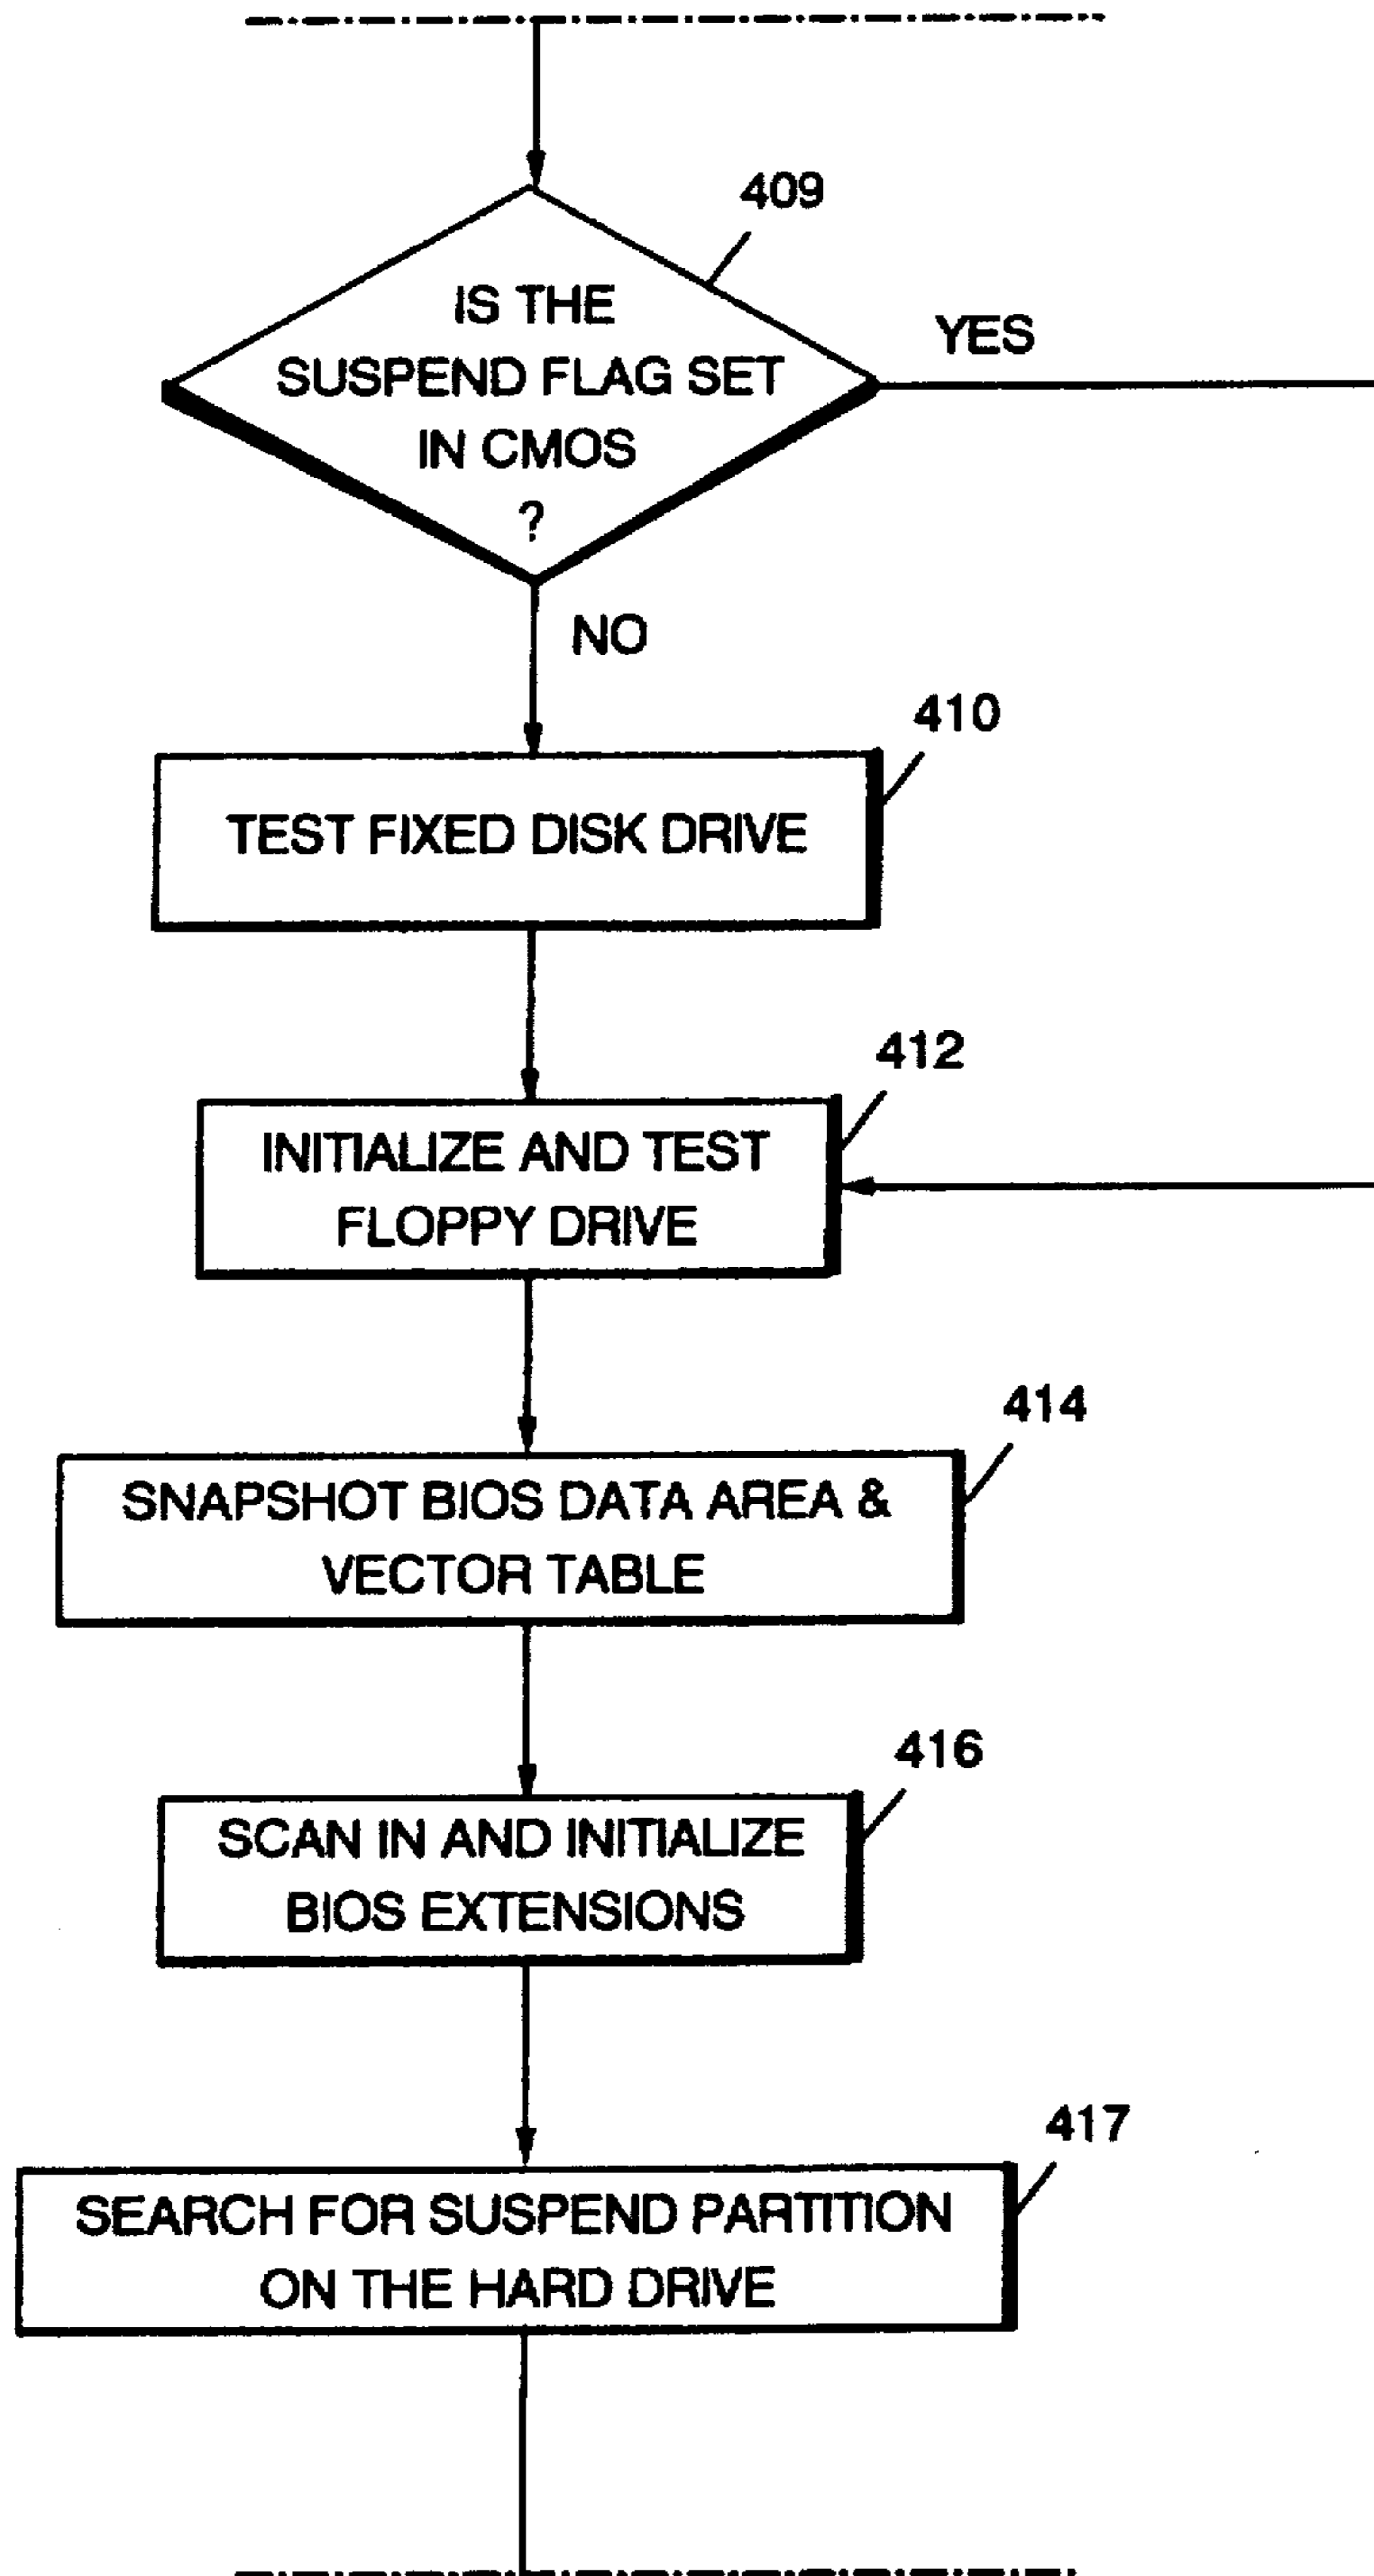 409
IS THE
SUSPEND FLAG SET
IN CMOS
?
YES
NO
410
TEST FIXED DISK DRIVE
412
INITIALIZE AND TEST
FLOPPY DRIVE
414
SNAPSHOT BIOS DATA AREA &
VECTOR TABLE
416
SCAN IN AND INITIALIZE
BIOS EXTENSIONS
417
SEARCH FOR SUSPEND PARTITION
ON THE HARD DRIVE